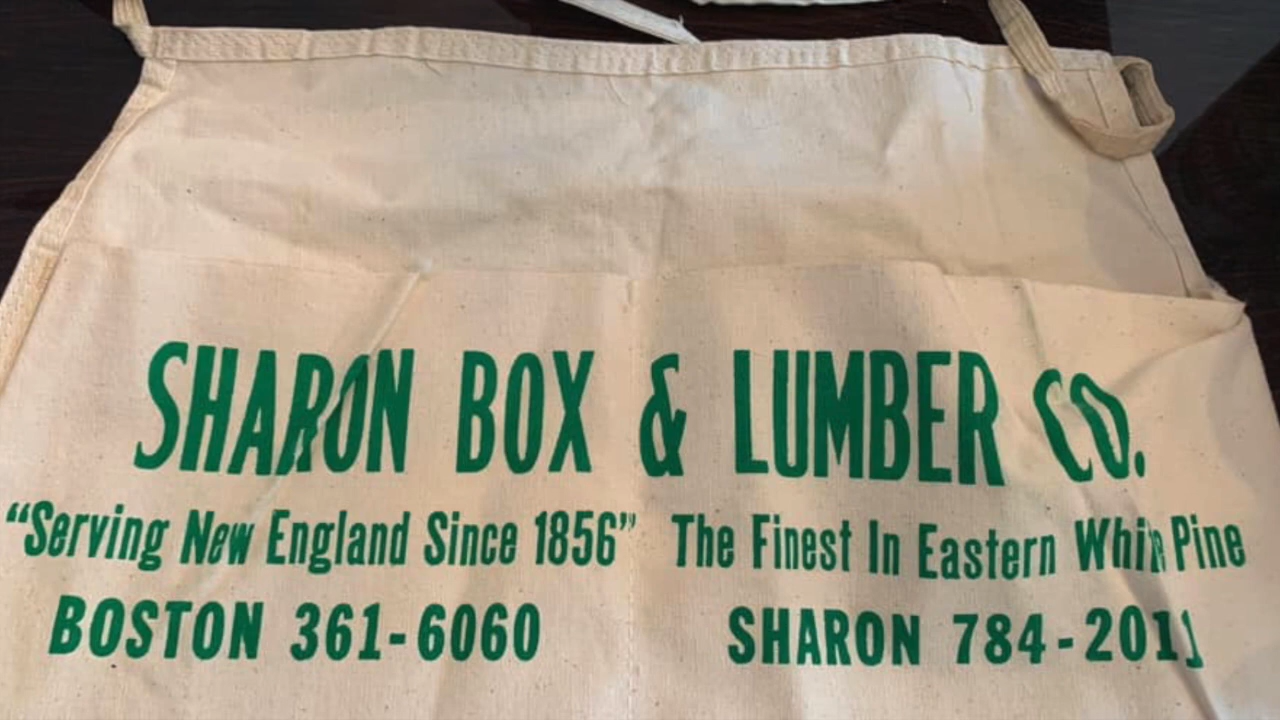 SHARON BOX & LUMBER CO.
“Serving New England Since 1856” The Finest In Eastern White Pine
BOSTON 361-6060 SHARON 784-2011